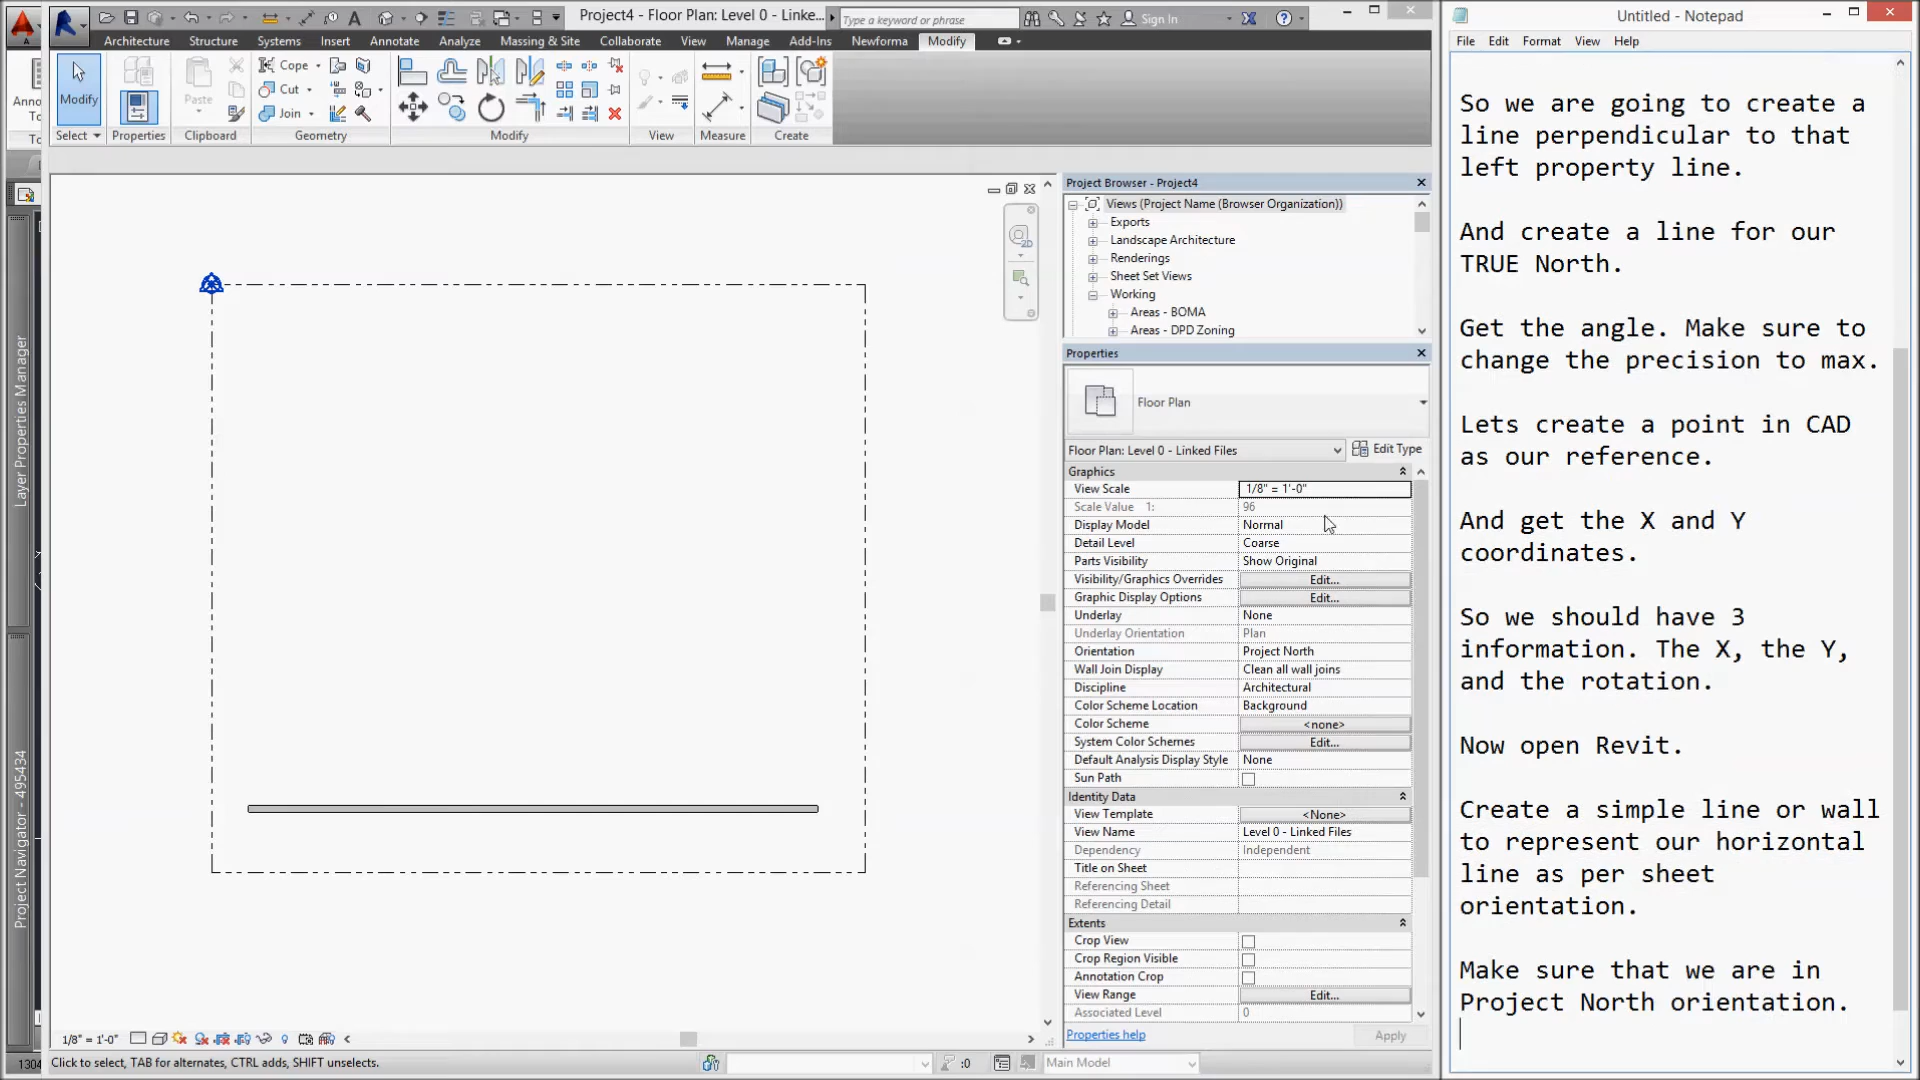 Project4 - Floor Plan: Level 0 - Linke...
Type a keyword or phrase
Sign In
Untitled - Notepad
Architecture
Structure
Systems
Insert
Annotate
Analyze
Massing & Site
Collaborate
View
Manage
Add-Ins
Newforma
Modify
File
Edit
Format
View
Help
Modify
Paste
Cope
Cut
Join
Select
Properties
Clipboard
Geometry
Modify
View
Measure
Create
Project Browser - Project4
Views (Project Name (Browser Organization))
Exports
Landscape Architecture
Renderings
Sheet Set Views
Working
Areas - BOMA
Areas - DPD Zoning
Properties
Floor Plan
Floor Plan: Level 0 - Linked Files
Edit Type
Graphics
View Scale 1/8" = 1'-0"
Scale Value 1: 96
Display Model Normal
Detail Level Coarse
Parts Visibility Show Original
Visibility/Graphics Overrides Edit...
Graphic Display Options Edit...
Underlay None
Underlay Orientation Plan
Orientation Project North
Wall Join Display Clean all wall joins
Discipline Architectural
Color Scheme Location Background
Color Scheme <none>
System Color Schemes Edit...
Default Analysis Display Style None
Sun Path
Identity Data
View Template <None>
View Name Level 0 - Linked Files
Dependency Independent
Title on Sheet
Referencing Sheet
Referencing Detail
Extents
Crop View
Crop Region Visible
Annotation Crop
View Range Edit...
Associated Level 0
Properties help
Apply
Layer Properties Manager
Project Navigator - 495434
1/8" = 1'-0"
Click to select, TAB for alternates, CTRL adds, SHIFT unselects.
:0
Main Model
So we are going to create a
line perpendicular to that
left property line.
And create a line for our
TRUE North.
Get the angle. Make sure to
change the precision to max.
Lets create a point in CAD
as our reference.
And get the X and Y
coordinates.
So we should have 3
information. The X, the Y,
and the rotation.
Now open Revit.
Create a simple line or wall
to represent our horizontal
line as per sheet
orientation.
Make sure that we are in
Project North orientation.